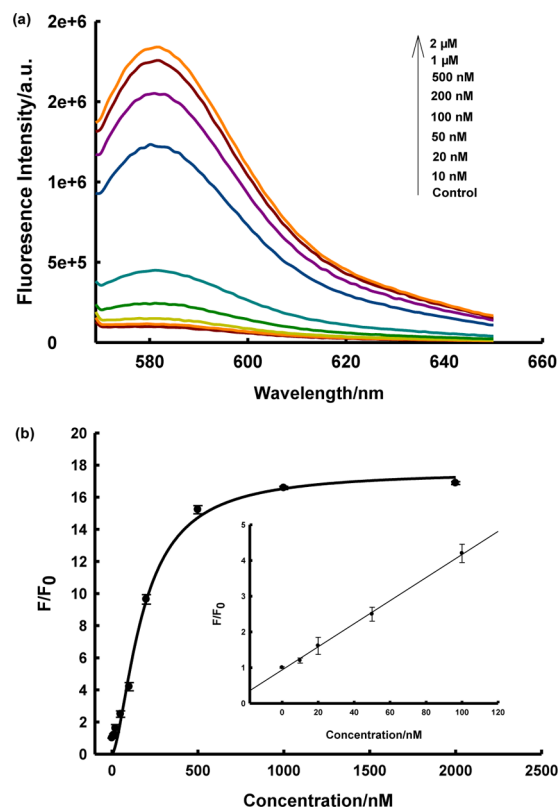 (a)
Fluoresence Intensity/a.u.
2e+6
2e+6
1e+6
5e+5
0
2 µM
1 µM
500 nM
200 nM
100 nM
50 nM
20 nM
10 nM
Control
580 600 620 640 660
Wavelength/nm
(b)
F/F0
20
18
16
14
12
10
8
6
4
2
0
F/F0
5
4
3
2
1
0
0 20 40 60 80 100 120
Concentration/nM
0 500 1000 1500 2000 2500
Concentration/nM